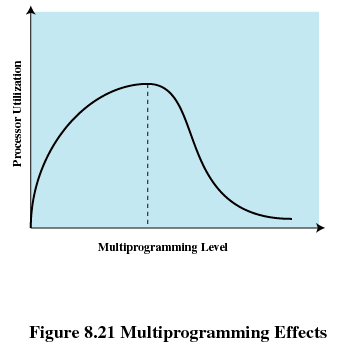 Processor Utilization
Multiprogramming Level
Figure 8.21 Multiprogramming Effects